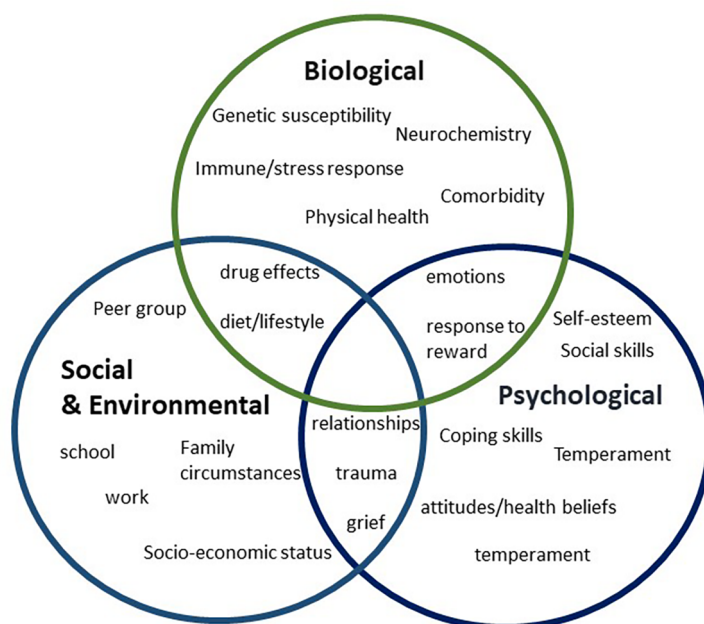 Biological
Genetic susceptibility
Neurochemistry
Immune/stress response
Comorbidity
Physical health
drug effects
emotions
Peer group
diet/lifestyle
response to
reward
Self-esteem
Social skills
Social
& Environmental
Psychological
relationships
Coping skills
school
Family
circumstances
Temperament
trauma
work
attitudes/health beliefs
grief
Socio-economic status
temperament